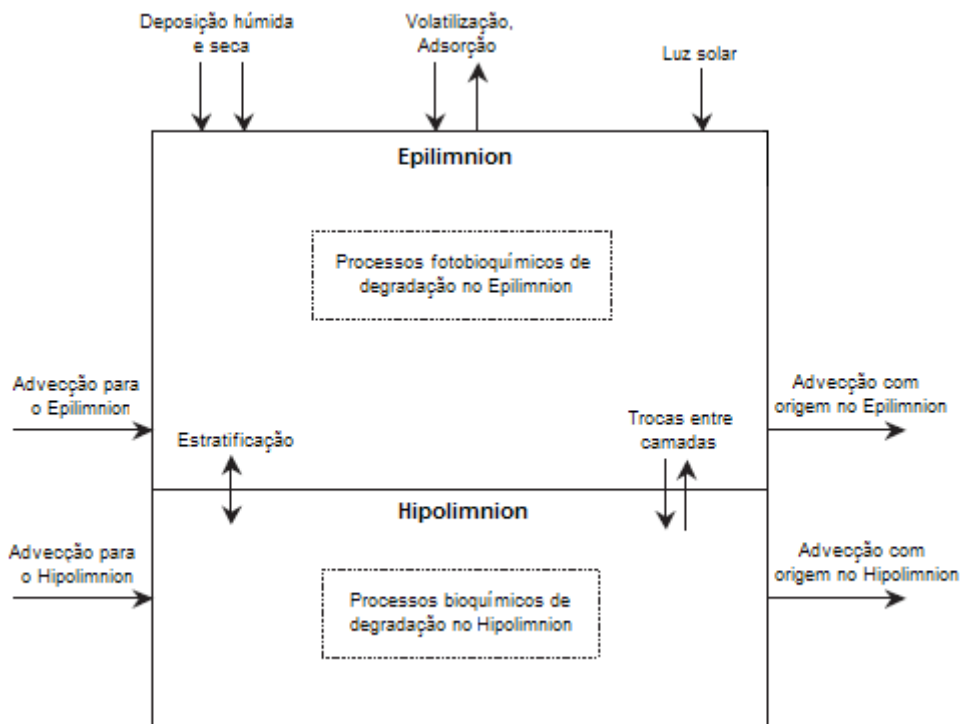 Deposição húmida
e seca
Volatilização,
Adsorção
Luz solar
Epilimnion
Processos fotobioquímicos de
degradação no Epilimnion
Advecção para
o Epilimnion
Advecção com
origem no Epilimnion
Estratificação
Trocas entre
camadas
Hipolimnion
Advecção para
o Hipolimnion
Advecção com
origem no Hipolimnion
Processos bioquímicos de
degradação no Hipolimnion